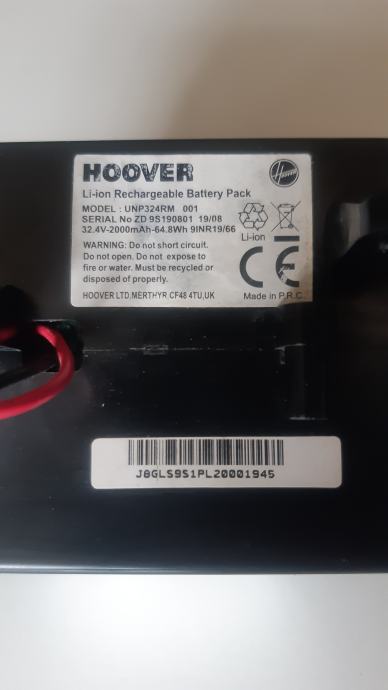 HOOVER
Hoover
Li-ion Rechargeable Battery Pack
MODEL : UNP324RM 001
SERIAL No ZD 9S190801 19/08
32.4V-2000mAh-64.8Wh 9INR19/66
Li-ion
WARNING: Do not short circuit.
Do not open. Do not expose to
fire or water. Must be recycled or
disposed of properly.
CE
HOOVER LTD,MERTHYR,CF48 4TU,UK
Made in P.R.C.
J8GLS9S1PL20001945